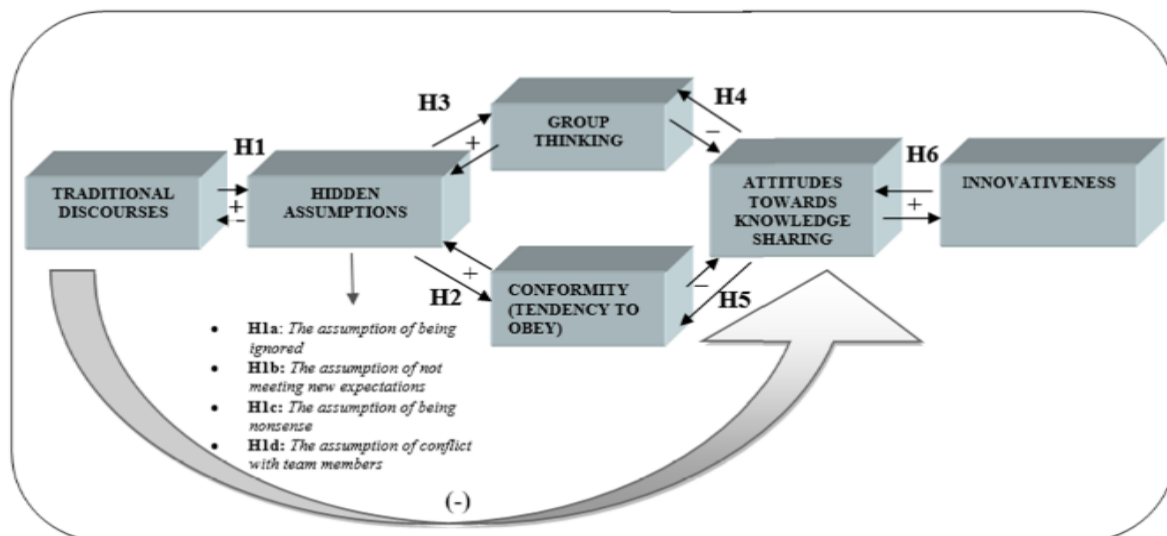 H1
TRADITIONAL
DISCOURSES
+
–
HIDDEN
ASSUMPTIONS
H3
+
GROUP
THINKING
H4
–
H2
+
CONFORMITY
(TENDENCY TO
OBEY)
–
H5
ATTITUDES
TOWARDS
KNOWLEDGE
SHARING
H6
+
INNOVATIVENESS
• H1a: The assumption of being
ignored
• H1b: The assumption of not
meeting new expectations
• H1c: The assumption of being
nonsense
• H1d: The assumption of conflict
with team members
(-)